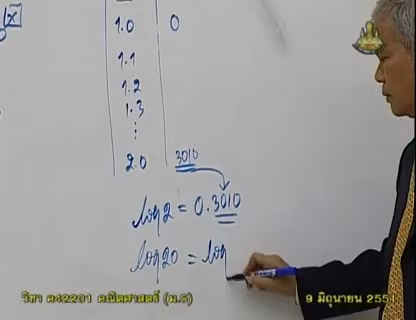 x
1.0 0
1.1
1.2
1.3
⋮
2.0 3010
log 2 = 0.3010
log 20 = log
วิชา ค42201 คณิตศาสตร์ (ม.5) 9 มิถุนายน 2551